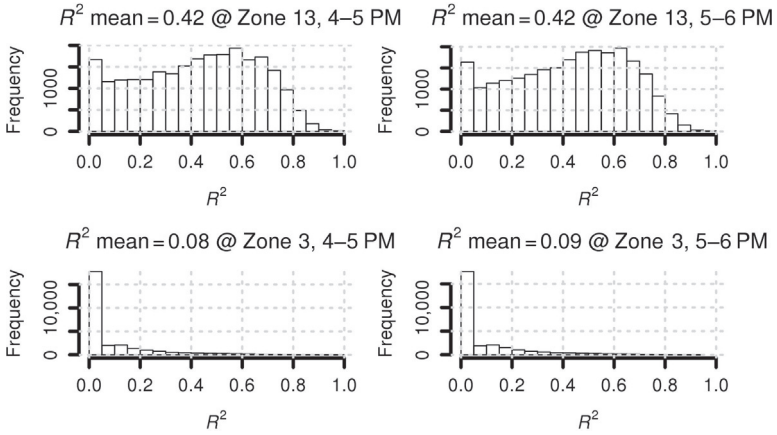 R² mean = 0.42 @ Zone 13, 4–5 PM
Frequency
0 1000
0.0 0.2 0.4 0.6 0.8 1.0
R²
R² mean = 0.42 @ Zone 13, 5–6 PM
Frequency
0 1000
0.0 0.2 0.4 0.6 0.8 1.0
R²
R² mean = 0.08 @ Zone 3, 4–5 PM
Frequency
0 10,000
0.0 0.2 0.4 0.6 0.8 1.0
R²
R² mean = 0.09 @ Zone 3, 5–6 PM
Frequency
0 10,000
0.0 0.2 0.4 0.6 0.8 1.0
R²